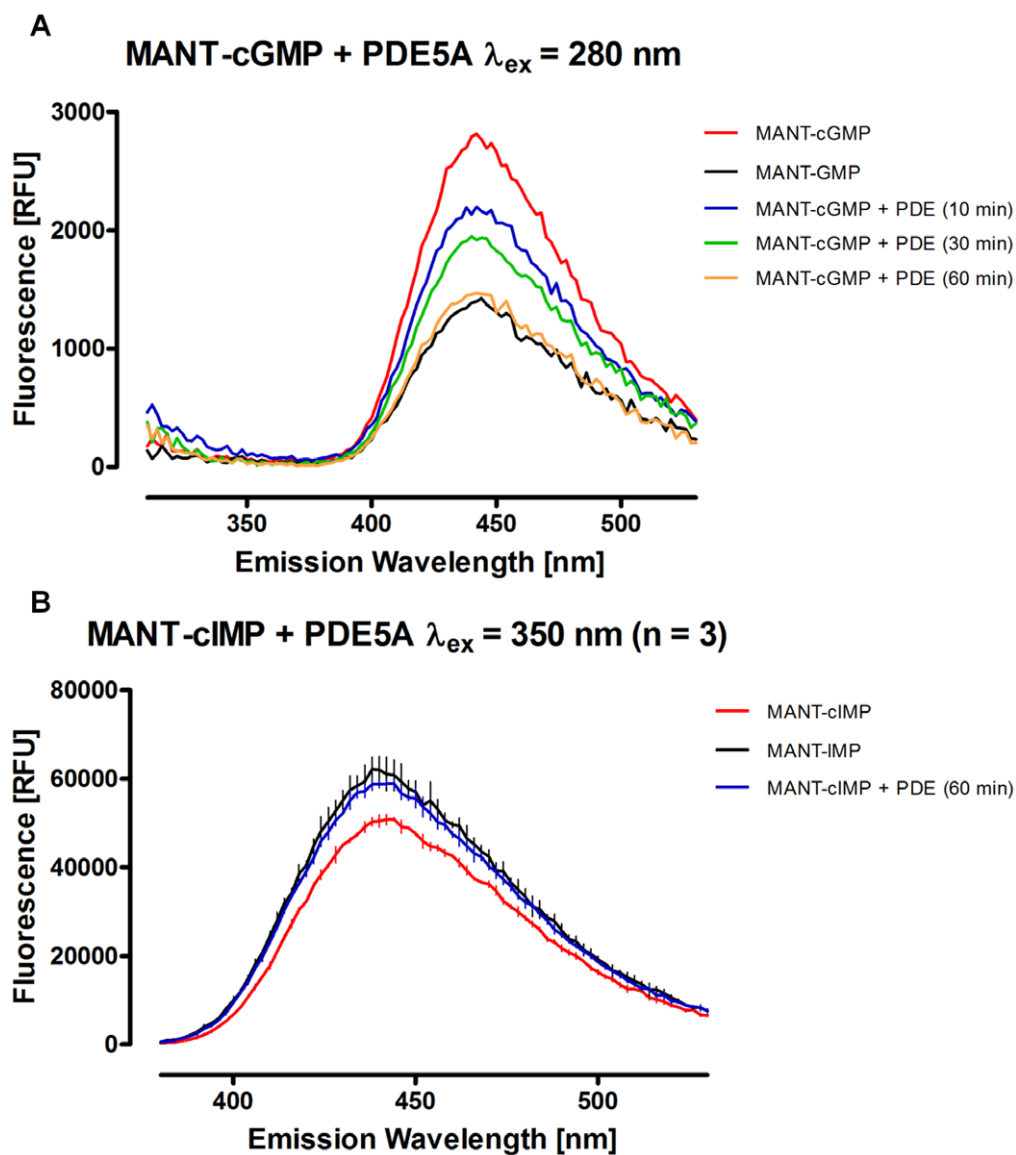 A
MANT-cGMP + PDE5A λex = 280 nm
3000
2000
1000
0
Fluorescence [RFU]
350
400
450
500
Emission Wavelength [nm]
MANT-cGMP
MANT-GMP
MANT-cGMP + PDE (10 min)
MANT-cGMP + PDE (30 min)
MANT-cGMP + PDE (60 min)
B
MANT-cIMP + PDE5A λex = 350 nm (n = 3)
80000
60000
40000
20000
0
Fluorescence [RFU]
400
450
500
Emission Wavelength [nm]
MANT-cIMP
MANT-IMP
MANT-cIMP + PDE (60 min)